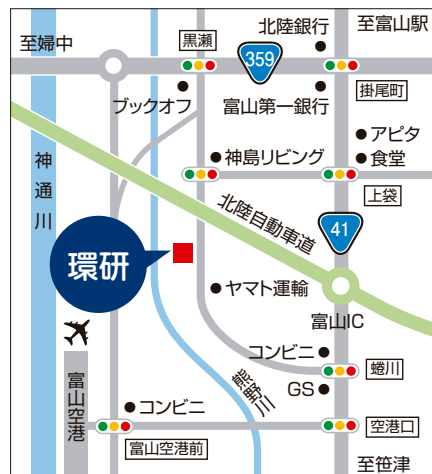 北陸銀行
至富山駅
至婦中
黒瀬
359
掛尾町
ブックオフ
富山第一銀行
アピタ
神島リビング
食堂
上袋
神通川
北陸自動車道
41
環研
ヤマト運輸
富山IC
コンビニ
蜷川
熊野川
GS
富山空港
コンビニ
空港口
富山空港前
至笹津